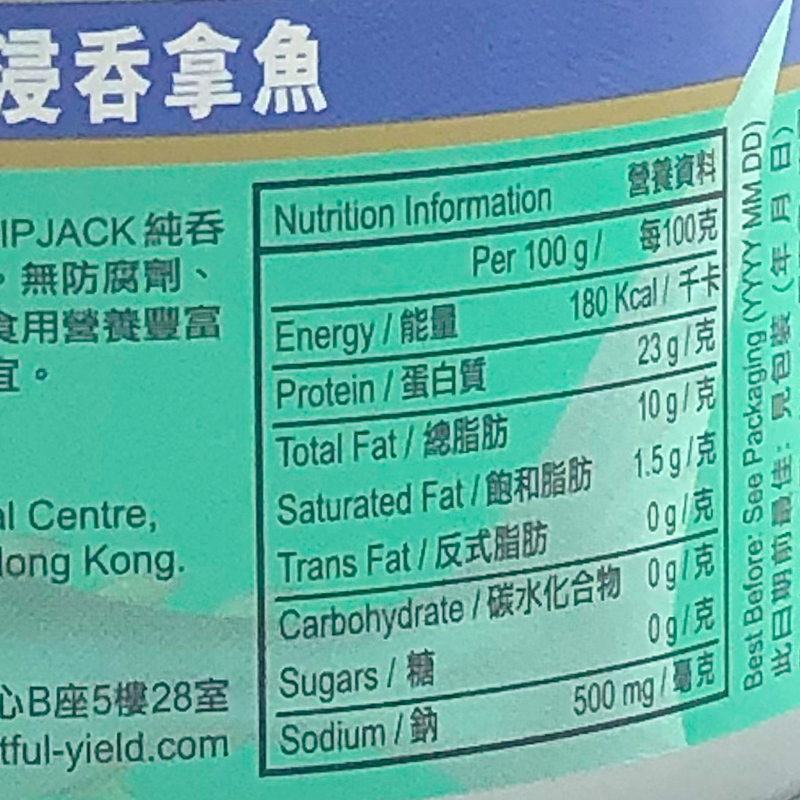 浸吞拿魚
IPJACK 純吞
，無防腐劑、
食用營養豐富
宜。
al Centre,
Hong Kong.
心B座5樓28室
tful-yield.com
Nutrition Information 營養資料
Per 100 g / 每100克
Energy / 能量 180 Kcal / 千卡
Protein / 蛋白質 23 g / 克
Total Fat / 總脂肪 10 g / 克
Saturated Fat / 飽和脂肪 1.5 g / 克
Trans Fat / 反式脂肪 0 g / 克
Carbohydrate / 碳水化合物 0 g / 克
Sugars / 糖 0 g / 克
Sodium / 鈉 500 mg / 毫克
Best Before: See Packaging (YYYY MM DD)
此日期前最佳：見包裝（年 月 日）